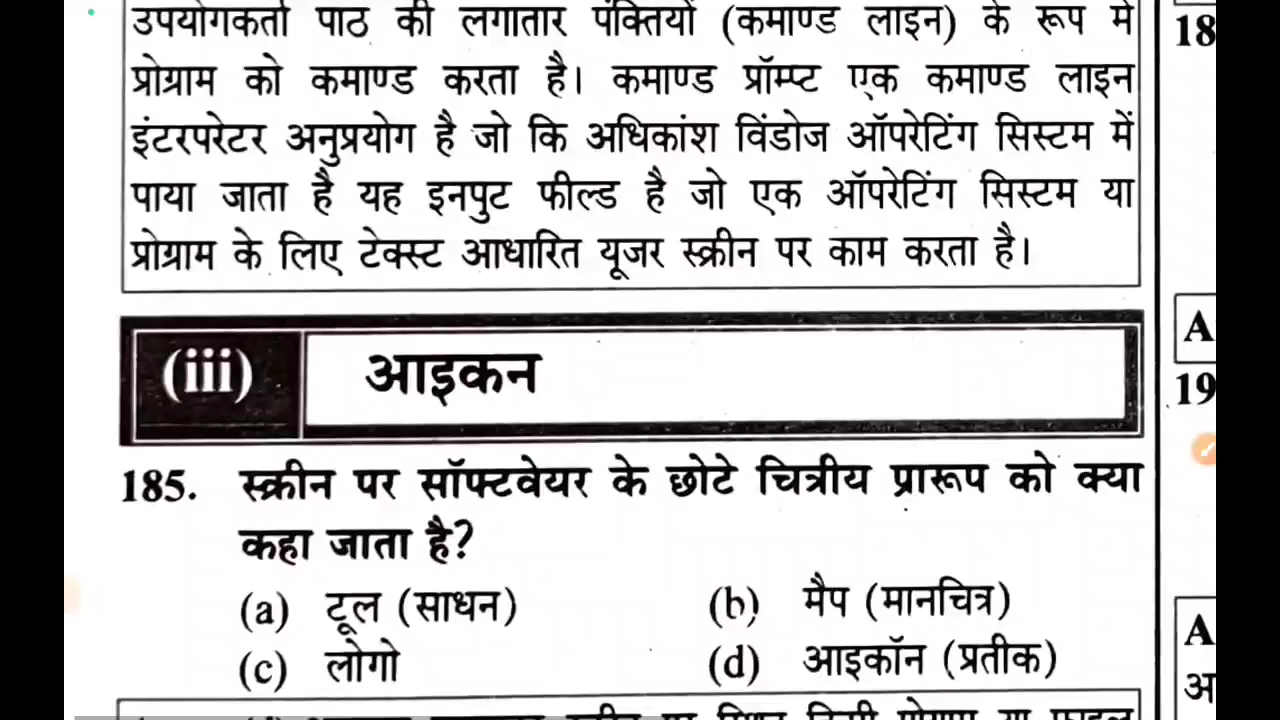 उपयोगकर्ता पाठ की लगातार पंक्तियों (कमाण्ड लाइन) के रूप में
प्रोग्राम को कमाण्ड करता है। कमाण्ड प्रॉम्प्ट एक कमाण्ड लाइन
इंटरपरेटर अनुप्रयोग है जो कि अधिकांश विंडोज ऑपरेटिंग सिस्टम में
पाया जाता है यह इनपुट फील्ड है जो एक ऑपरेटिंग सिस्टम या
प्रोग्राम के लिए टेक्स्ट आधारित यूजर स्क्रीन पर काम करता है।
(iii) आइकन
185. स्क्रीन पर सॉफ्टवेयर के छोटे चित्रीय प्रारूप को क्या
कहा जाता है?
(a) टूल (साधन) (b) मैप (मानचित्र)
(c) लोगो (d) आइकॉन (प्रतीक)
18
A
19
A
अ